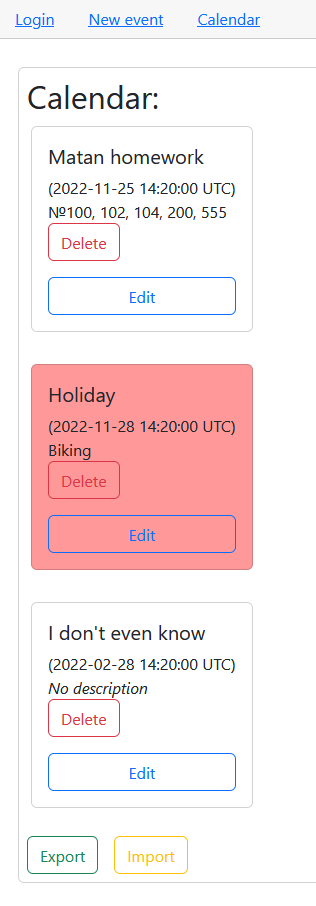 Login New event Calendar
Calendar:
Matan homework
(2022-11-25 14:20:00 UTC)
№100, 102, 104, 200, 555
Delete
Edit
Holiday
(2022-11-28 14:20:00 UTC)
Biking
Delete
Edit
I don't even know
(2022-02-28 14:20:00 UTC)
No description
Delete
Edit
Export Import